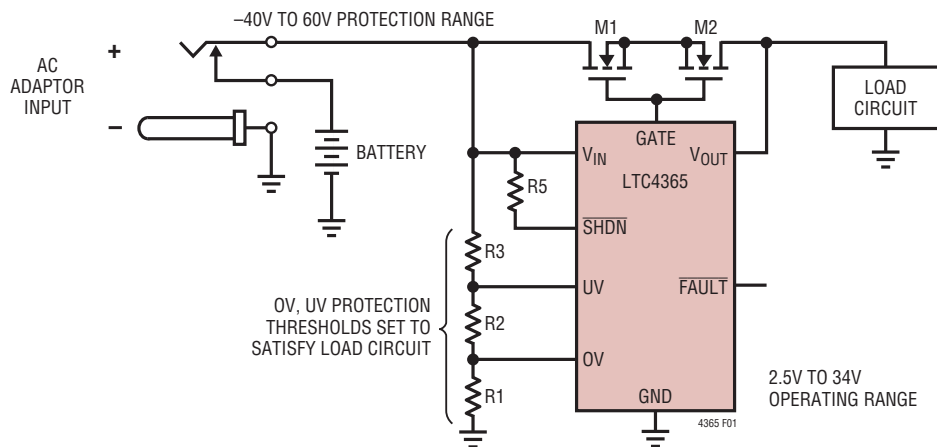 –40V TO 60V PROTECTION RANGE
M1
M2
+
AC
ADAPTOR
INPUT
–
BATTERY
LOAD
CIRCUIT
GATE
VIN
VOUT
LTC4365
R5
SHDN
R3
UV
FAULT
R2
OV, UV PROTECTION
THRESHOLDS SET TO
SATISFY LOAD CIRCUIT
OV
R1
GND
2.5V TO 34V
OPERATING RANGE
4365 F01